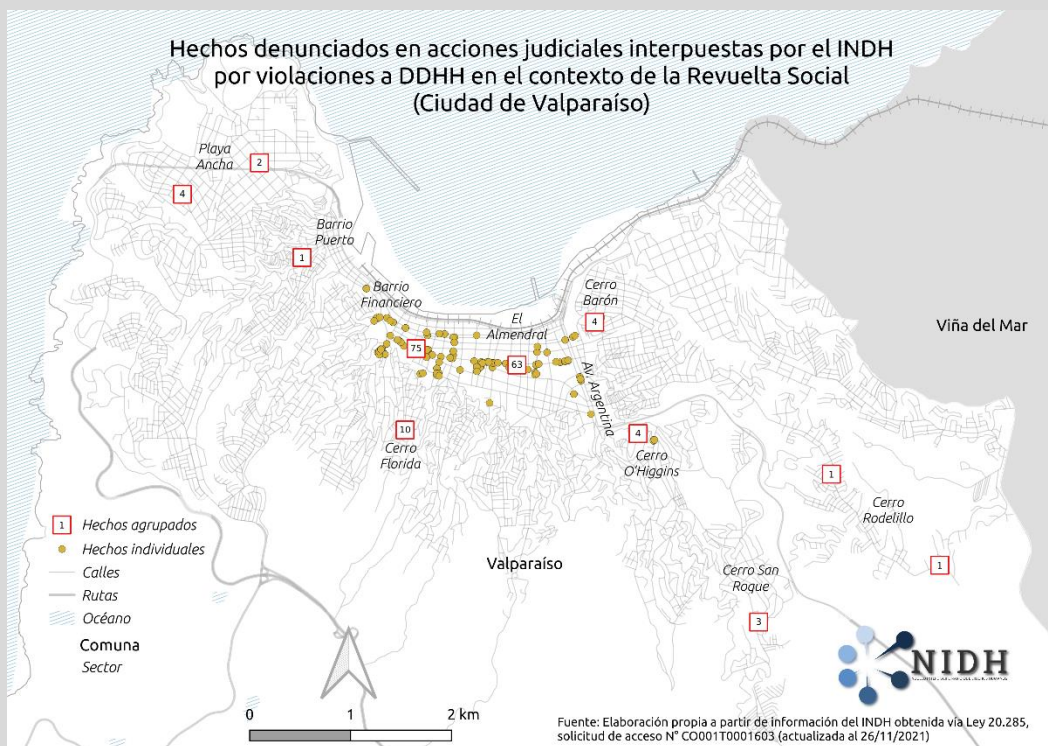 Hechos denunciados en acciones judiciales interpuestas por el INDH
por violaciones a DDHH en el contexto de la Revuelta Social
(Ciudad de Valparaíso)
Playa
Ancha
2
4
Barrio
Puerto
1
Barrio
Financiero
El
Almendral
Cerro
Barón
4
Viña del Mar
75
63
Av. Argentina
10
Cerro
Florida
4
Cerro
O'Higgins
1
Cerro
Rodelillo
1
Valparaíso
Cerro San
Roque
3
1 Hechos agrupados
Hechos individuales
Calles
Rutas
Océano
Comuna
Sector
0 1 2 km
NIDH
Fuente: Elaboración propia a partir de información del INDH obtenida vía Ley 20.285,
solicitud de acceso N° CO001T0001603 (actualizada al 26/11/2021)